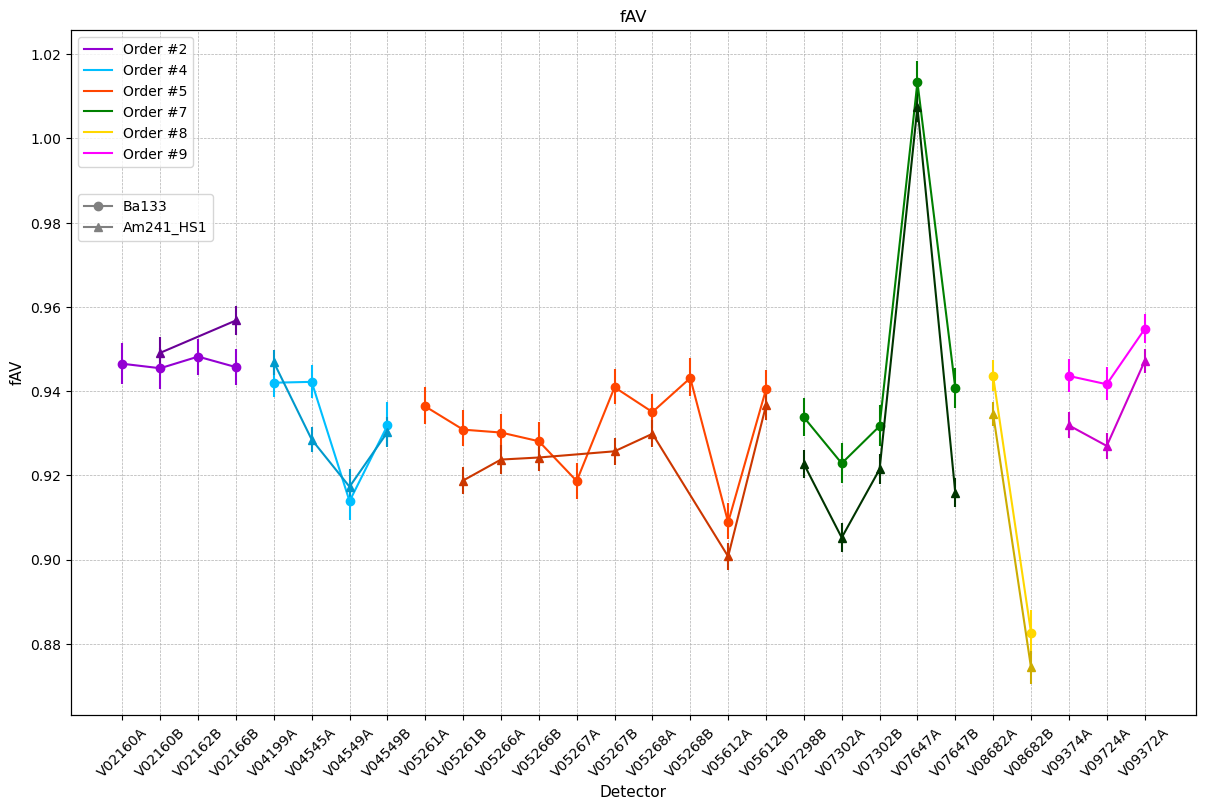 fAV
1.02
1.00
0.98
0.96
0.94
0.92
0.90
0.88
fAV
Order #2
Order #4
Order #5
Order #7
Order #8
Order #9
Ba133
Am241_HS1
V02160A
V02160B
V02162B
V02166B
V04199A
V04545A
V04549A
V04549B
V05261A
V05261B
V05266A
V05266B
V05267A
V05267B
V05268A
V05268B
V05612A
V05612B
V07298B
V07302A
V07302B
V07647A
V07647B
V08682A
V08682B
V09374A
V09724A
V09372A
Detector